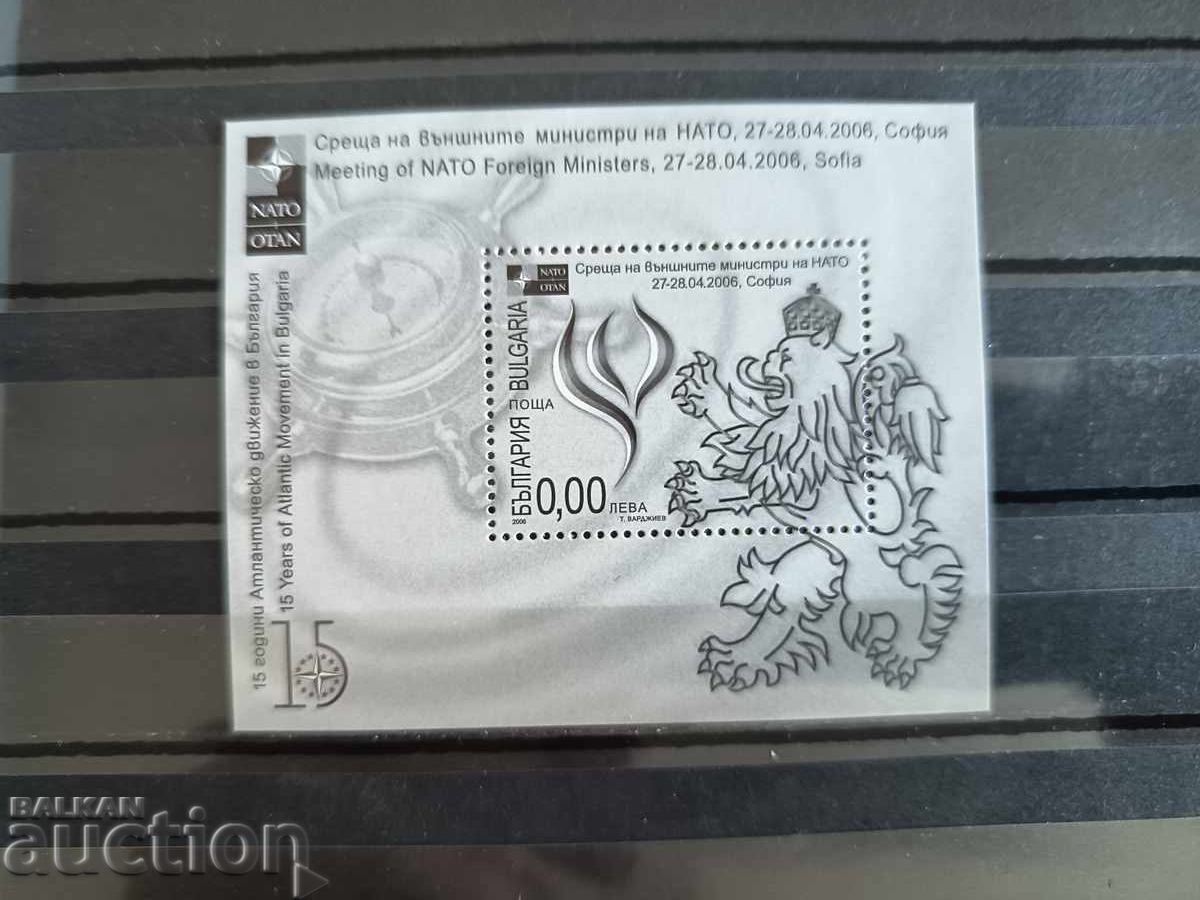 Среща на външните министри на НАТО, 27-28.04.2006, София
Meeting of NATO Foreign Ministers, 27-28.04.2006, Sofia
NATO
OTAN
15 години Атлантическо движение в България
15 Years of Atlantic Movement in Bulgaria
15
NATO
OTAN
Среща на външните министри на НАТО
27-28.04.2006, София
БЪЛГАРИЯ BULGARIA
ПОЩА
0,00 ЛЕВА
2006
Т. ВАРДЖИЕВ
BALKAN
auction